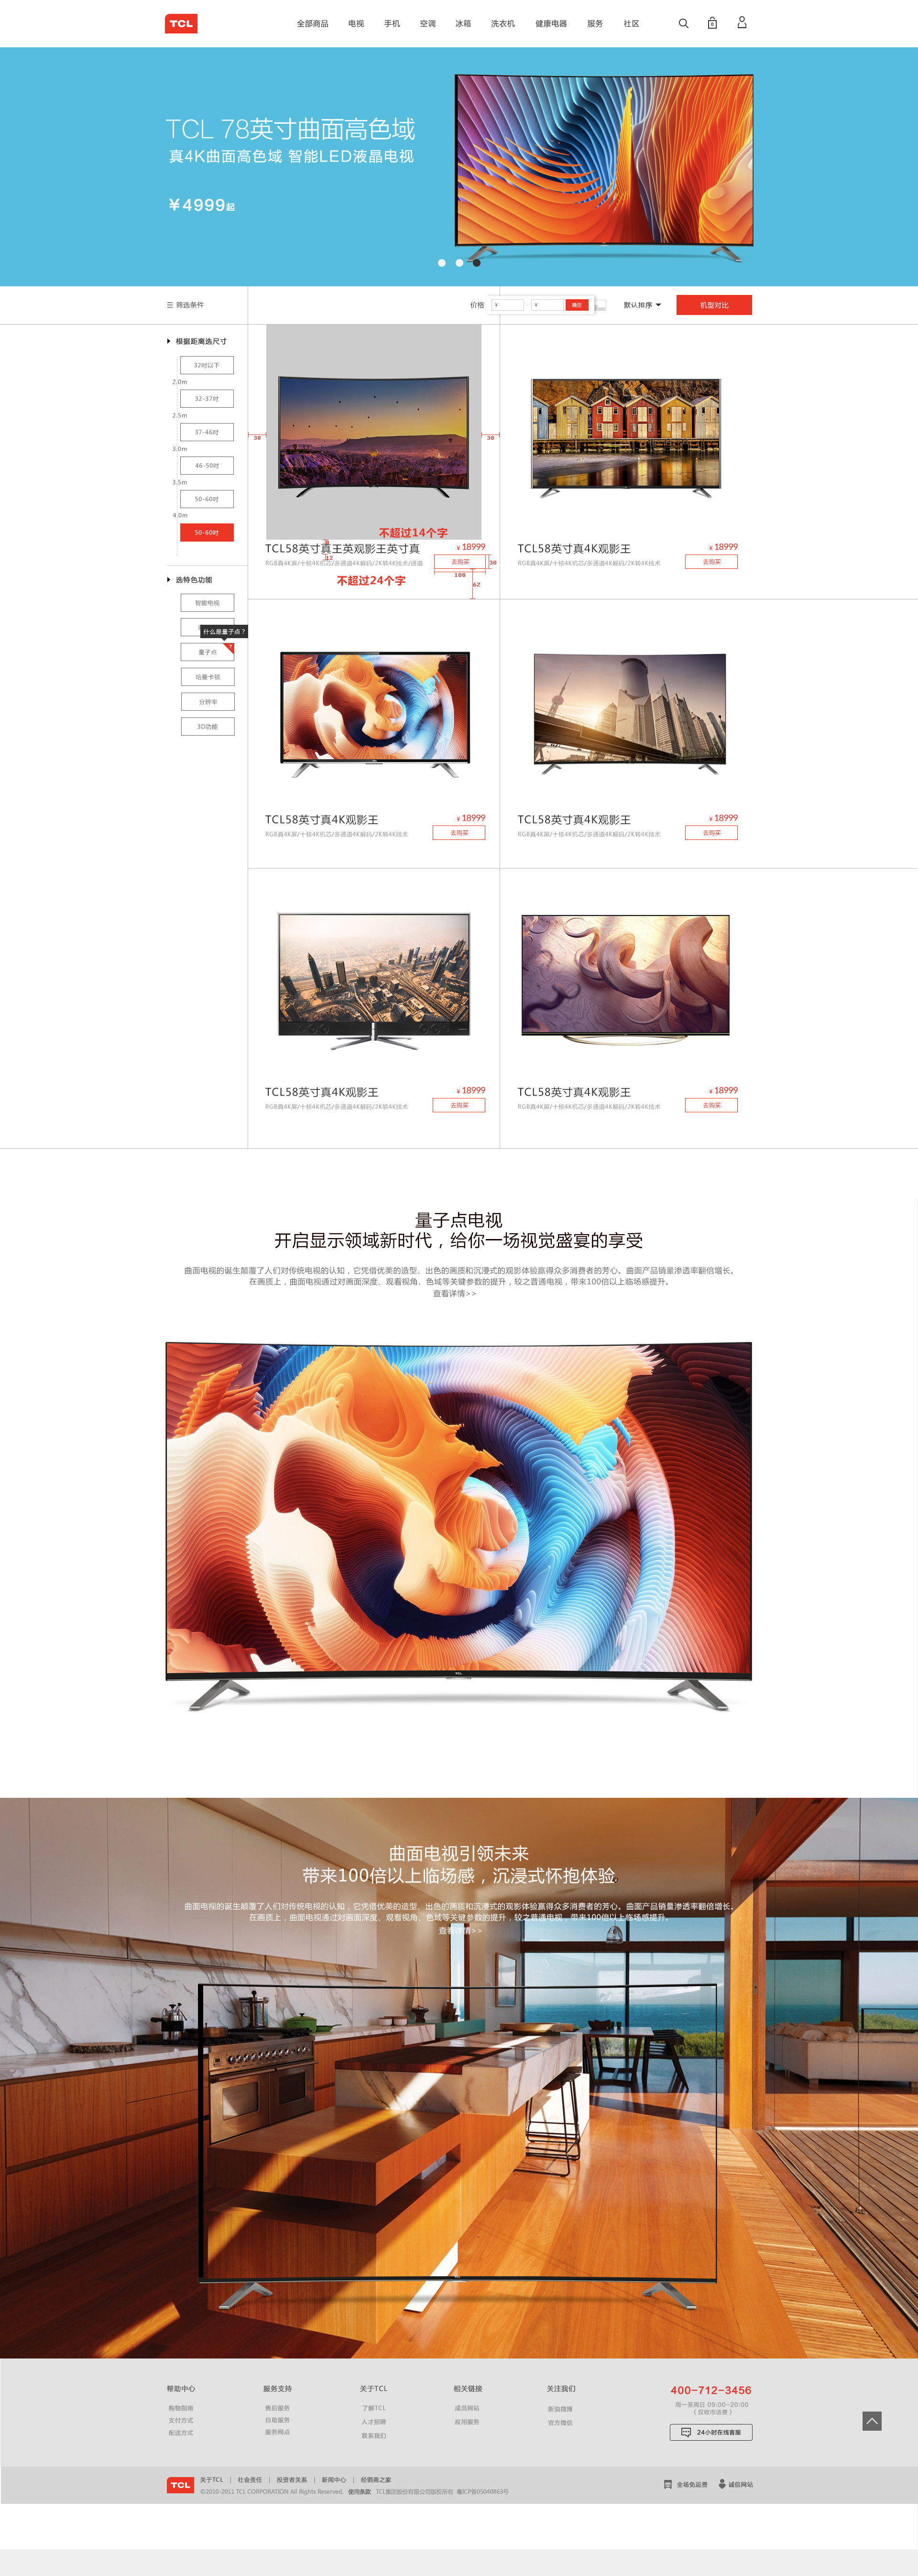 TCL
全部商品 电视 手机 空调 冰箱 洗衣机 健康电器 服务 社区
0
TCL 78英寸曲面高色域
真4K曲面高色域 智能LED液晶电视
¥4999起
筛选条件
价格 ¥ - ¥ 确定
默认排序
机型对比
根据距离选尺寸
32吋以下
2.0m
32-37吋
2.5m
37-46吋
3.0m
46-50吋
3.5m
50-60吋
4.0m
50-60吋
选特色功能
智能电视
什么是量子点？
量子点
哈曼卡顿
分辨率
3D功能
38
38
不超过14个字
TCL58英寸真王英观影王英寸真
¥ 18999
RGB真4K屏/十核4K机芯/多通道4K解码/2K转4K技术/通道
去购买
12
30
108
62
不超过24个字
TCL58英寸真4K观影王
¥ 18999
RGB真4K屏/十核4K机芯/多通道4K解码/2K转4K技术
去购买
TCL58英寸真4K观影王
¥ 18999
RGB真4K屏/十核4K机芯/多通道4K解码/2K转4K技术
去购买
TCL58英寸真4K观影王
¥ 18999
RGB真4K屏/十核4K机芯/多通道4K解码/2K转4K技术
去购买
TCL58英寸真4K观影王
¥ 18999
RGB真4K屏/十核4K机芯/多通道4K解码/2K转4K技术
去购买
TCL58英寸真4K观影王
¥ 18999
RGB真4K屏/十核4K机芯/多通道4K解码/2K转4K技术
去购买
量子点电视
开启显示领域新时代，给你一场视觉盛宴的享受
曲面电视的诞生颠覆了人们对传统电视的认知，它凭借优美的造型、出色的画质和沉浸式的观影体验赢得众多消费者的芳心。曲面产品销量渗透率翻倍增长。
在画质上，曲面电视通过对画面深度、观看视角、色域等关键参数的提升，较之普通电视，带来100倍以上临场感提升。
查看详情>>
TCL
曲面电视引领未来
带来100倍以上临场感，沉浸式怀抱体验。
曲面电视的诞生颠覆了人们对传统电视的认知，它凭借优美的造型、出色的画质和沉浸式的观影体验赢得众多消费者的芳心。曲面产品销量渗透率翻倍增长。
在画质上，曲面电视通过对画面深度、观看视角、色域等关键参数的提升，较之普通电视，带来100倍以上临场感提升。
查看详情>>
帮助中心
购物指南
支付方式
配送方式
服务支持
售后服务
自助服务
服务网点
关于TCL
了解TCL
人才招聘
联系我们
相关链接
成员网站
应用服务
关注我们
新浪微博
官方微信
400-712-3456
周一至周日 09:00-20:00
（仅收市话费）
24小时在线客服
TCL
关于TCL | 社会责任 | 投资者关系 | 新闻中心 | 经销商之家
©2010-2011 TCL CORPORATION All Rights Reserved. 使用条款 TCL集团股份有限公司版权所有 粤ICP备05040863号
全场免运费
诚信网站